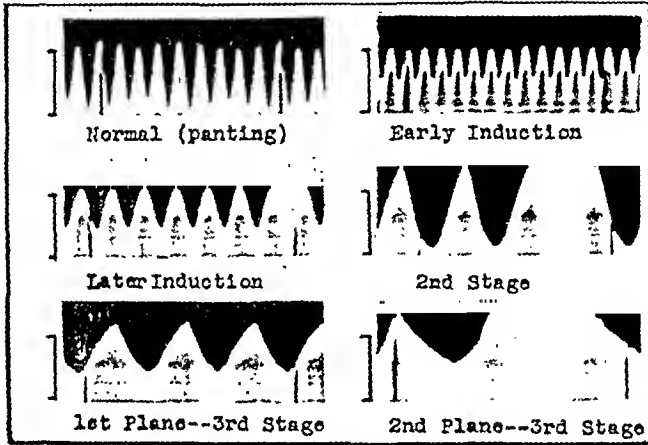 Normal (panting)
Early Induction
Later Induction
2nd Stage
1st Plane--3rd Stage
2nd Plane--3rd Stage